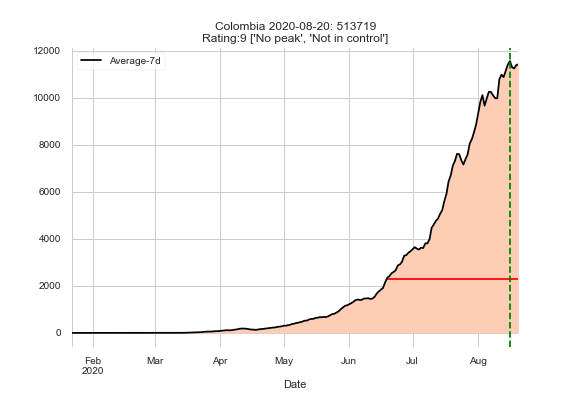 Colombia 2020-08-20: 513719
Rating:9 ['No peak', 'Not in control']
Average-7d
12000
10000
8000
6000
4000
2000
0
Feb Mar Apr May Jun Jul Aug
2020
Date